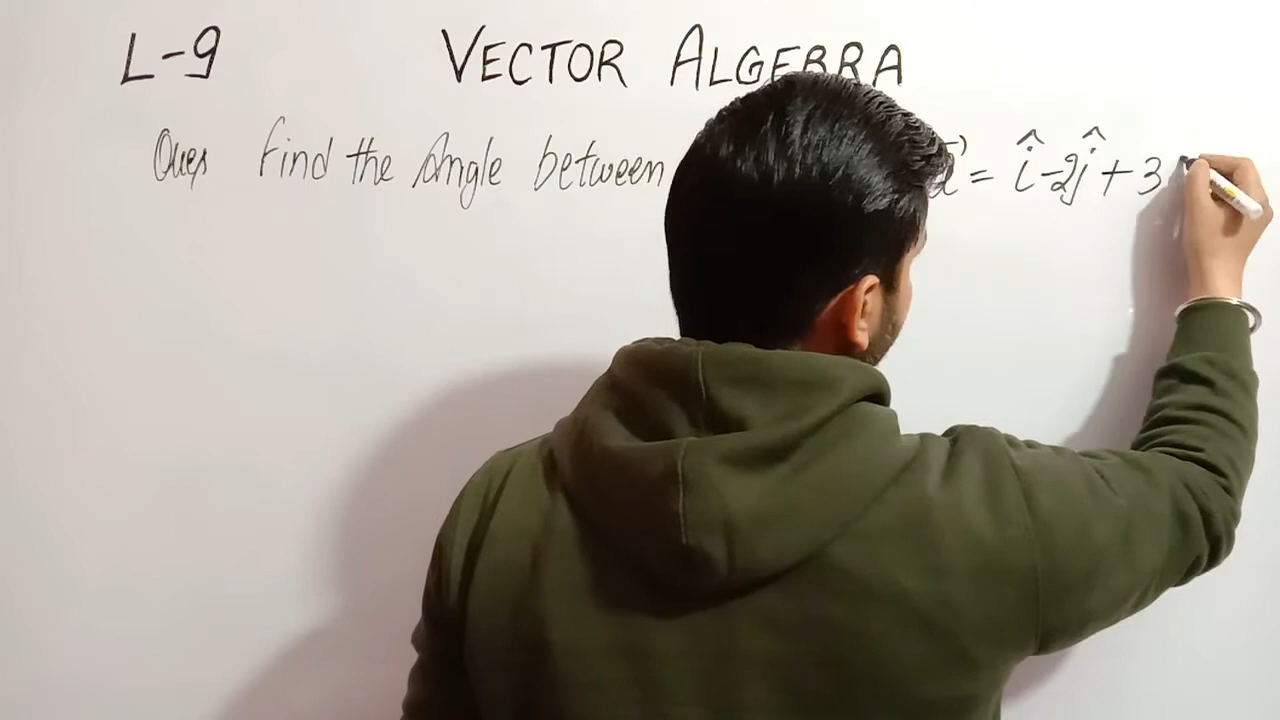 L-9 VECTOR ALGEBRA
Ques Find the Angle between a⃗ = î-2ĵ+3